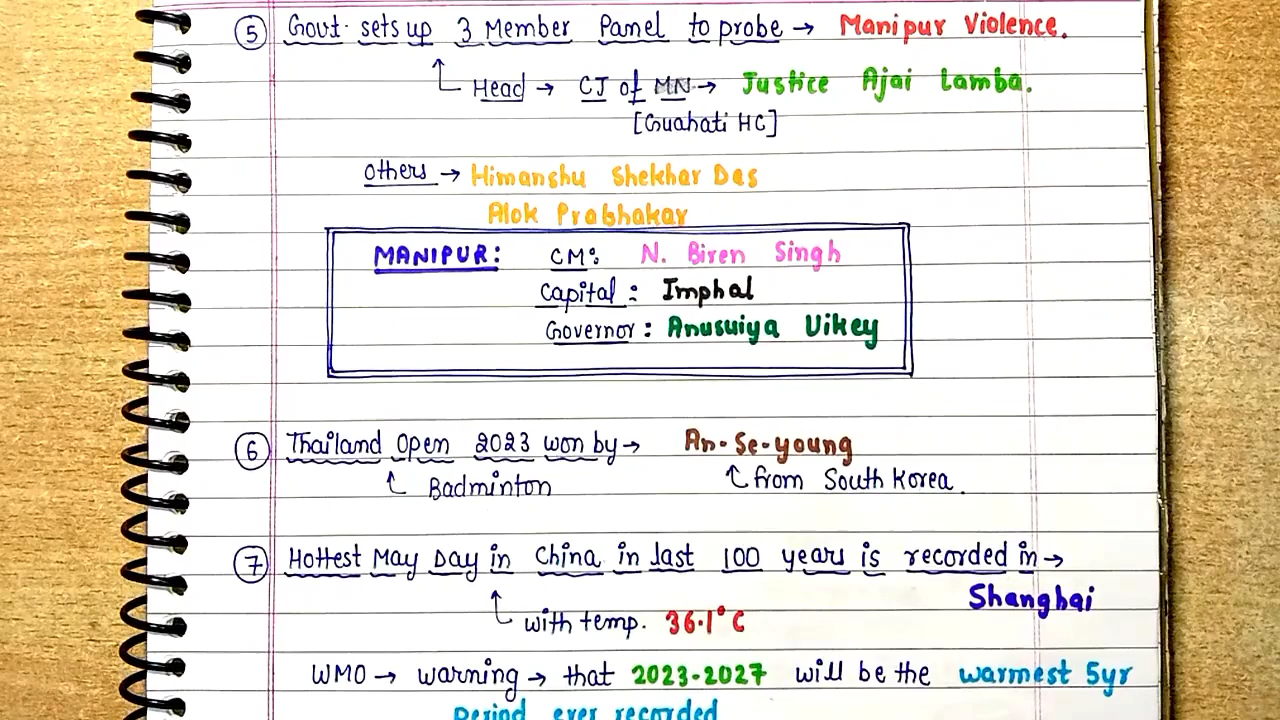 5 Govt. sets up 3 Member Panel to probe → Manipur Violence.
Head → CJ of MN → Justice Ajai Lamba.
[Guahati HC]
Others → Himanshu Shekhar Das
Alok Prabhakar
MANIPUR: CM: N. Biren Singh
Capital: Imphal
Governor: Anusuiya Uikey
6 Thailand Open 2023 won by → An-Se-young
Badminton from South Korea.
7 Hottest May Day in China in last 100 years is recorded in →
Shanghai
with temp. 36.1°C
WMO → warning → that 2023-2027 will be the warmest 5yr
Period ever recorded